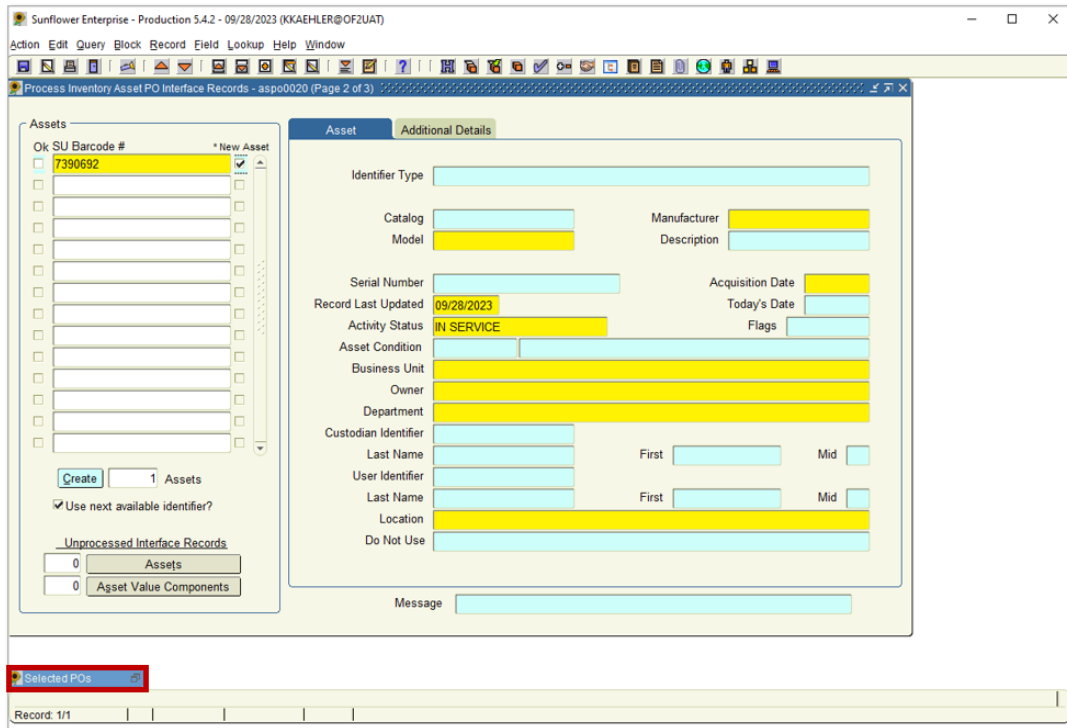 Sunflower Enterprise - Production 5.4.2 - 09/28/2023 (KKAEHLER@OF2UAT)
Action Edit Query Block Record Field Lookup Help Window
Process Inventory Asset PO Interface Records - aspo0020 (Page 2 of 3)
Assets
Ok SU Barcode # * New Asset
7390692
Create 1 Assets
Use next available identifier?
Unprocessed Interface Records
0 Assets
0 Asset Value Components
Asset Additional Details
Identifier Type
Catalog Manufacturer
Model Description
Serial Number Acquisition Date
Record Last Updated 09/28/2023 Today's Date
Activity Status IN SERVICE Flags
Asset Condition
Business Unit
Owner
Department
Custodian Identifier
Last Name First Mid
User Identifier
Last Name First Mid
Location
Do Not Use
Message
Selected POs
Record: 1/1